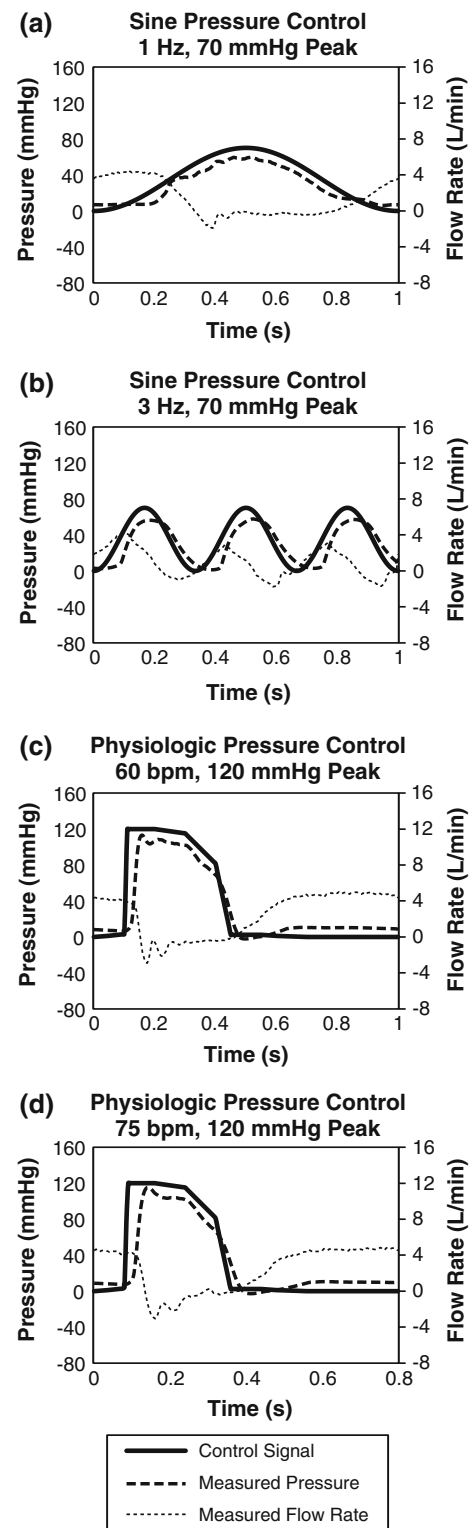 (a) Sine Pressure Control
1 Hz, 70 mmHg Peak
160
120
80
40
0
-40
-80
Pressure (mmHg)
16
12
8
4
0
-4
-8
Flow Rate (L/min)
0 0.2 0.4 0.6 0.8 1
Time (s)
(b) Sine Pressure Control
3 Hz, 70 mmHg Peak
160
120
80
40
0
-40
-80
Pressure (mmHg)
16
12
8
4
0
-4
-8
Flow Rate (L/min)
0 0.2 0.4 0.6 0.8 1
Time (s)
(c) Physiologic Pressure Control
60 bpm, 120 mmHg Peak
160
120
80
40
0
-40
-80
Pressure (mmHg)
16
12
8
4
0
-4
-8
Flow Rate (L/min)
0 0.2 0.4 0.6 0.8 1
Time (s)
(d) Physiologic Pressure Control
75 bpm, 120 mmHg Peak
160
120
80
40
0
-40
-80
Pressure (mmHg)
16
12
8
4
0
-4
-8
Flow Rate (L/min)
0 0.2 0.4 0.6 0.8
Time (s)
Control Signal
Measured Pressure
Measured Flow Rate